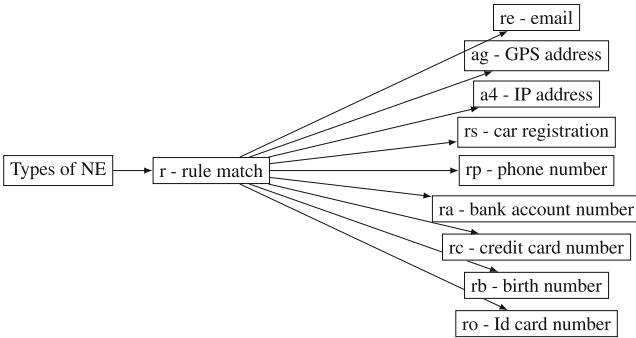 Types of NE
r - rule match
re - email
ag - GPS address
a4 - IP address
rs - car registration
rp - phone number
ra - bank account number
rc - credit card number
rb - birth number
ro - Id card number